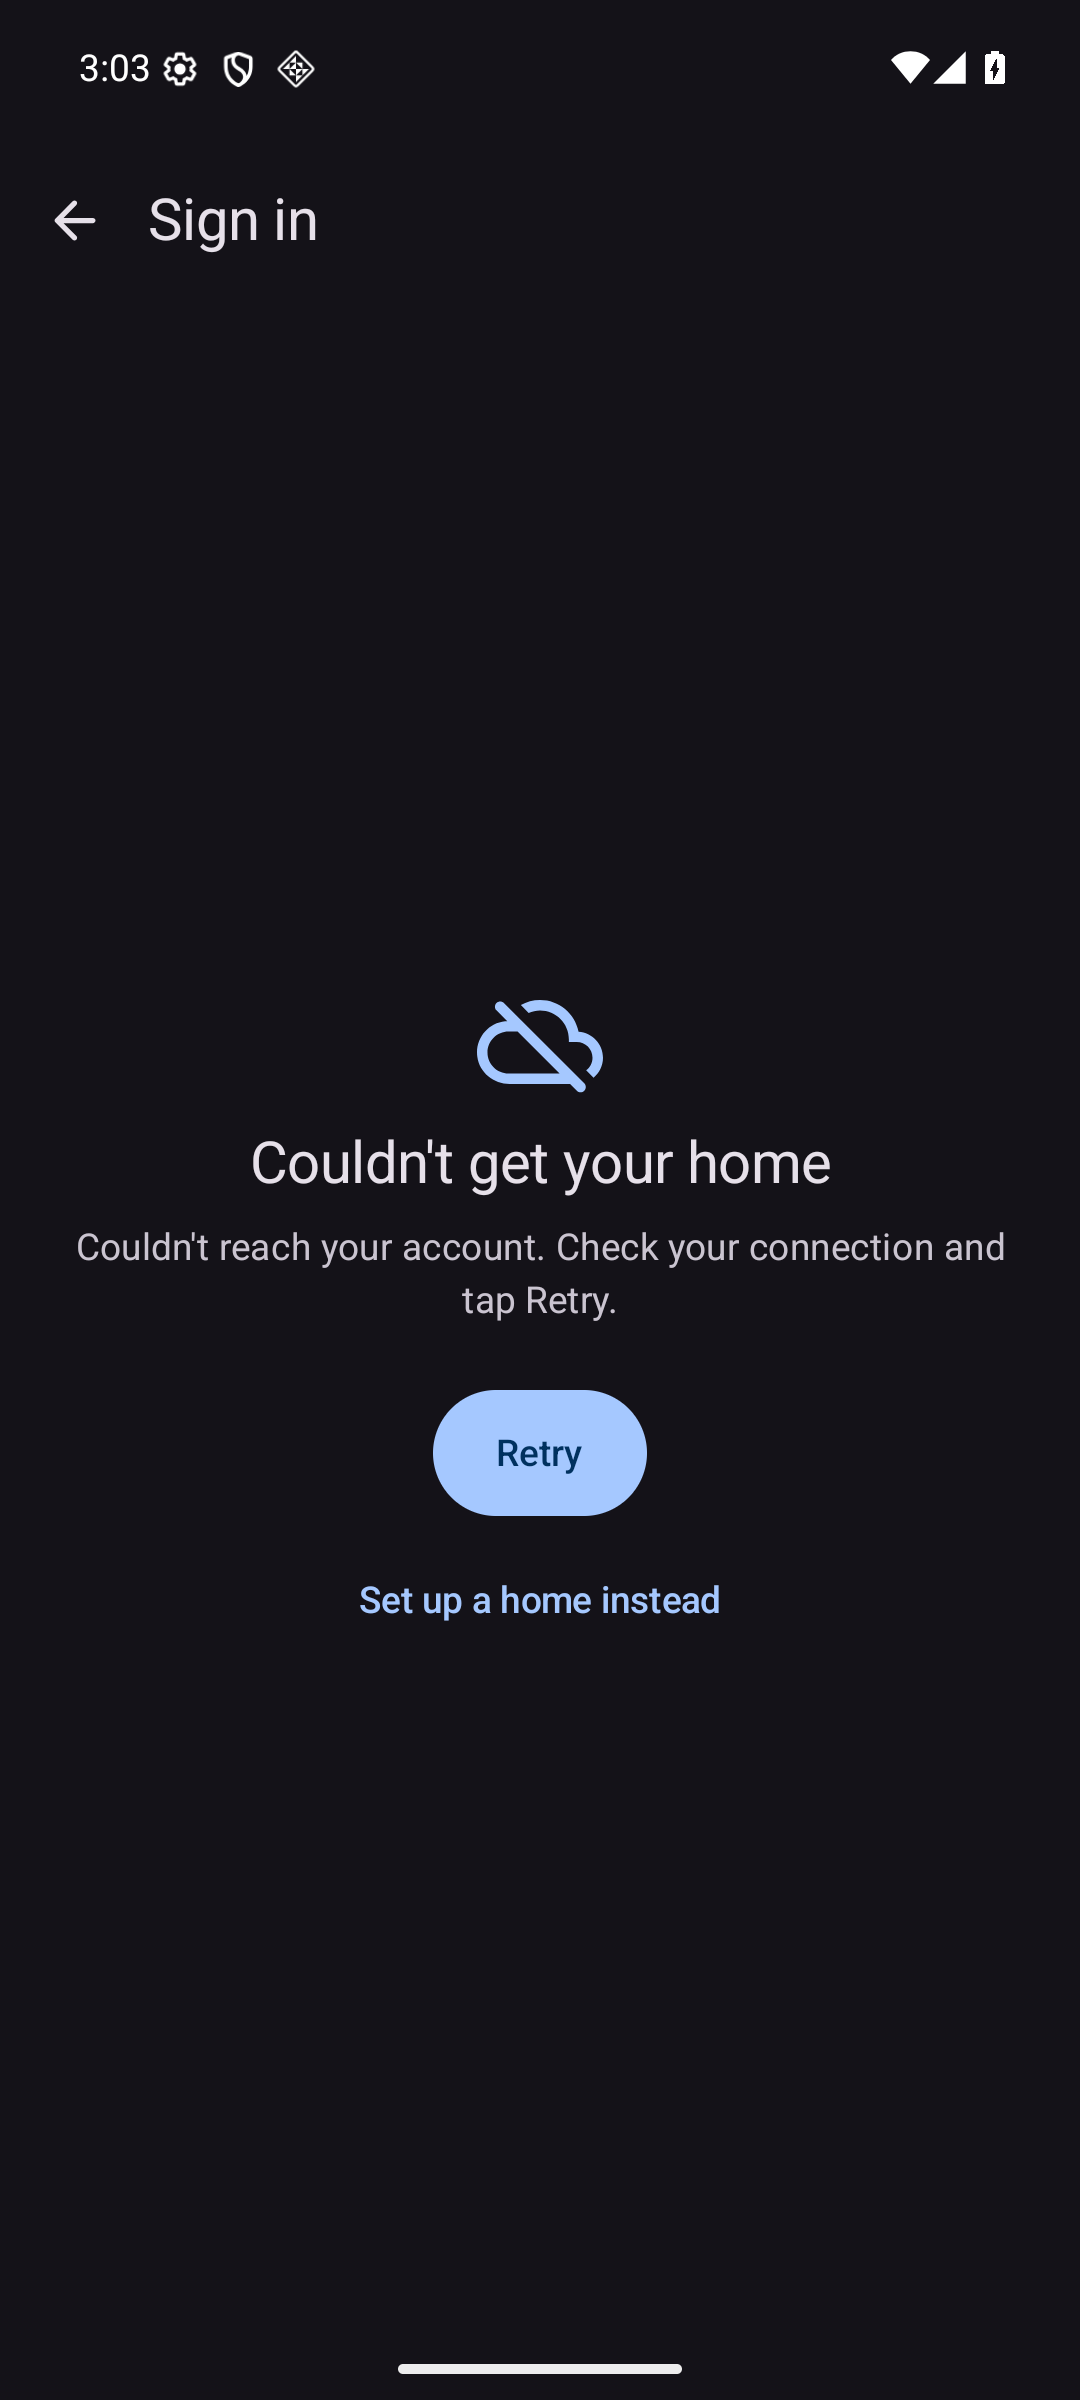 3:03
Sign in
Couldn't get your home
Couldn't reach your account. Check your connection and
tap Retry.
Retry
Set up a home instead